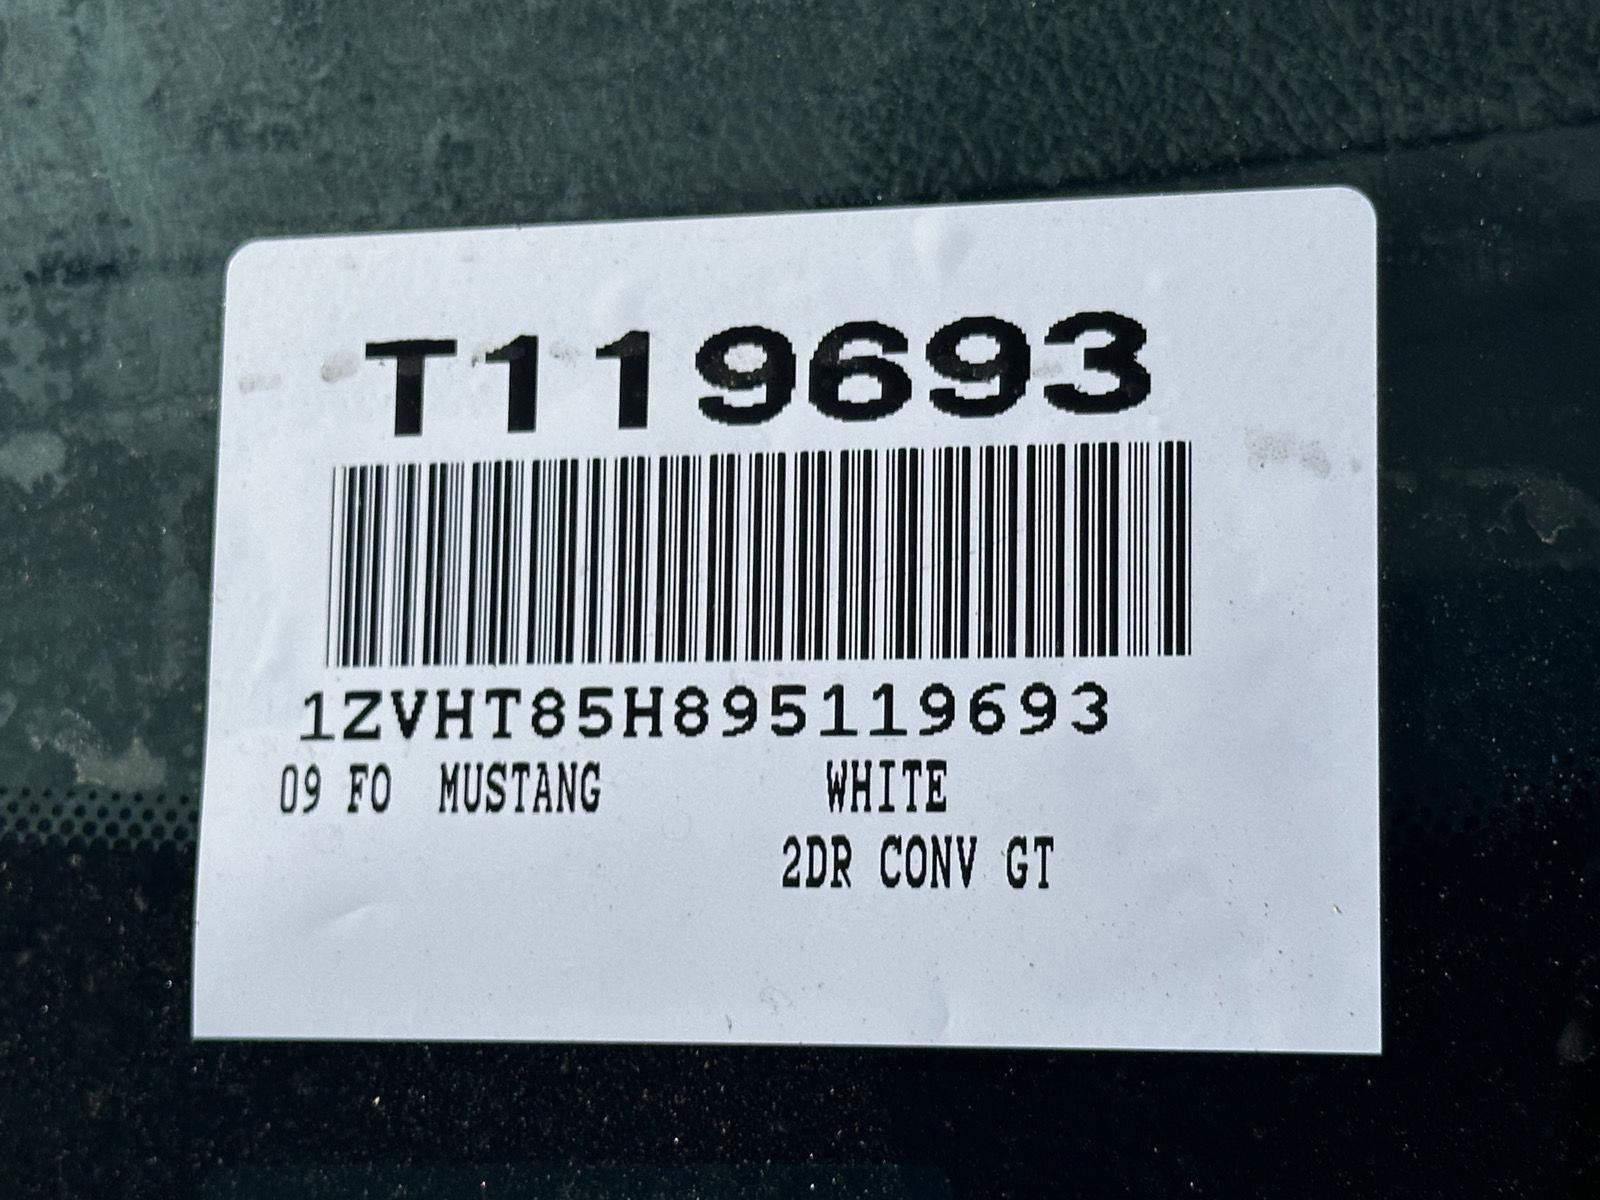 T119693
1ZVHT85H895119693
09 FO MUSTANG WHITE
2DR CONV GT